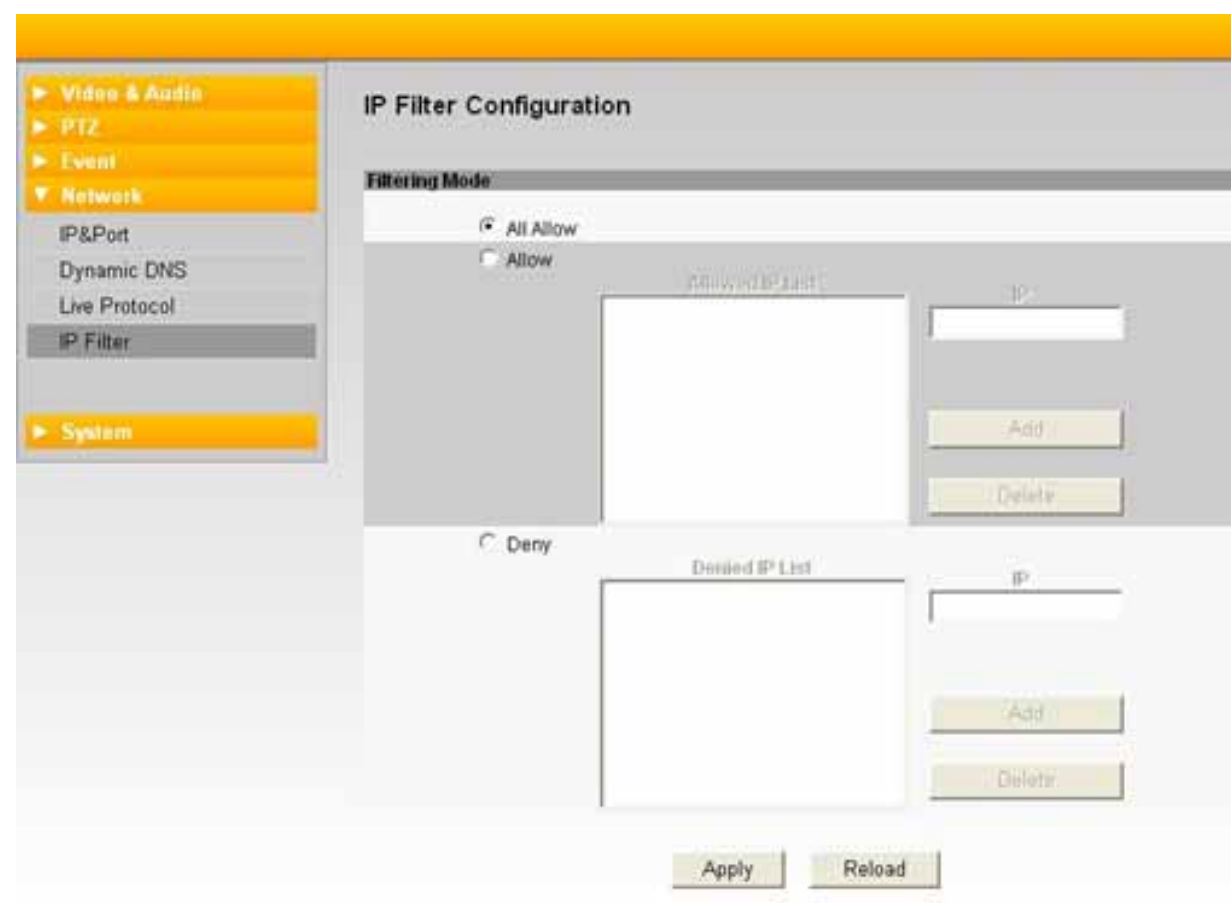 Video & Audio
PTZ
Event
Network
IP&Port
Dynamic DNS
Live Protocol
IP Filter
System
IP Filter Configuration
Filtering Mode
All Allow
Allow
Allowed IP List
IP
Add
Delete
Deny
Denied IP List
IP
Add
Delete
Apply
Reload